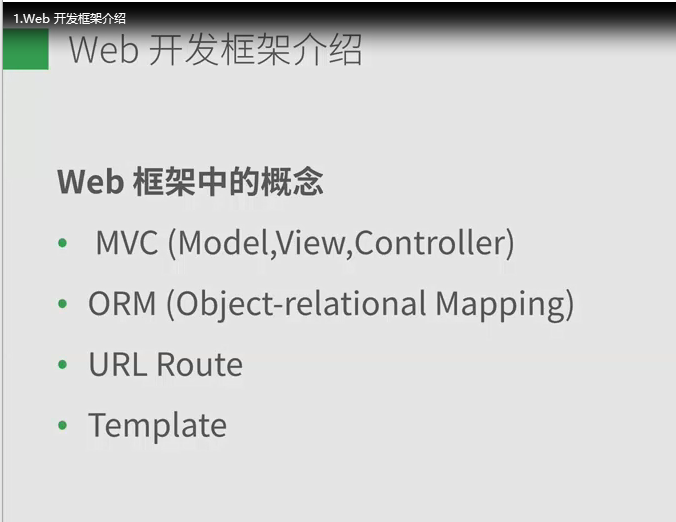 1.Web 开发框架介绍
Web 开发框架介绍
Web 框架中的概念
• MVC (Model,View,Controller)
• ORM (Object-relational Mapping)
• URL Route
• Template